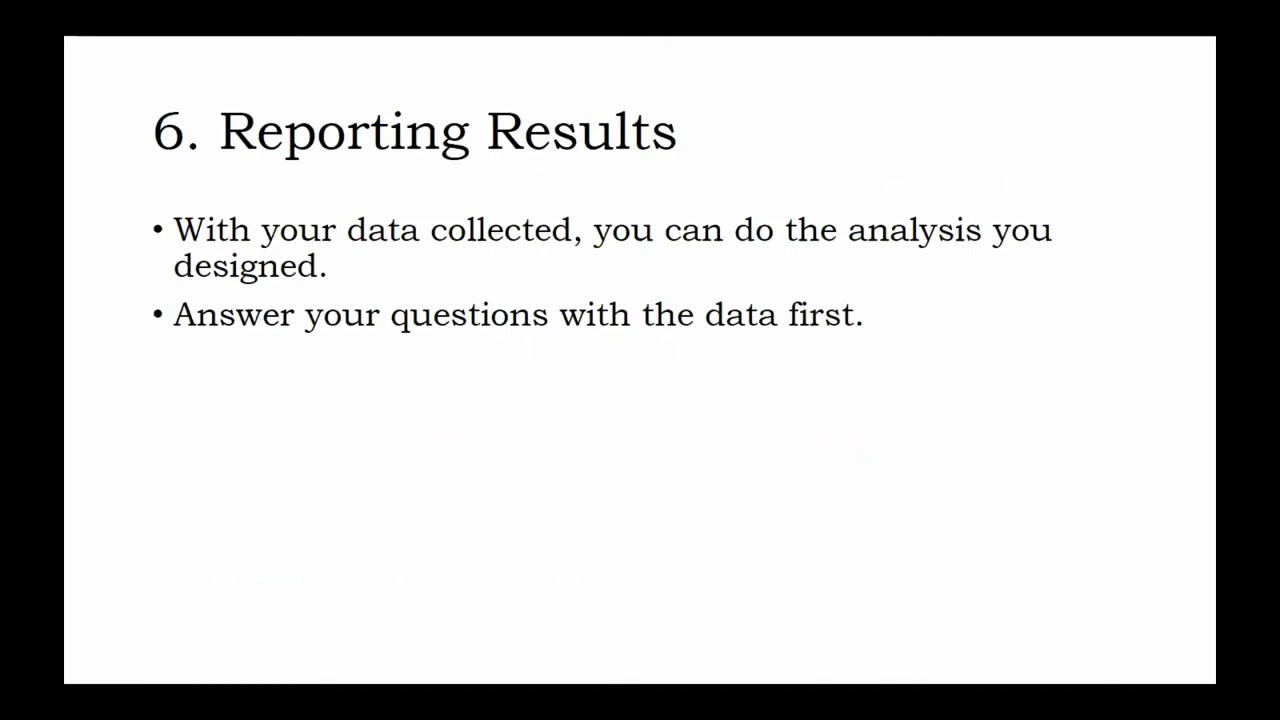 6. Reporting Results
• With your data collected, you can do the analysis you
designed.
• Answer your questions with the data first.